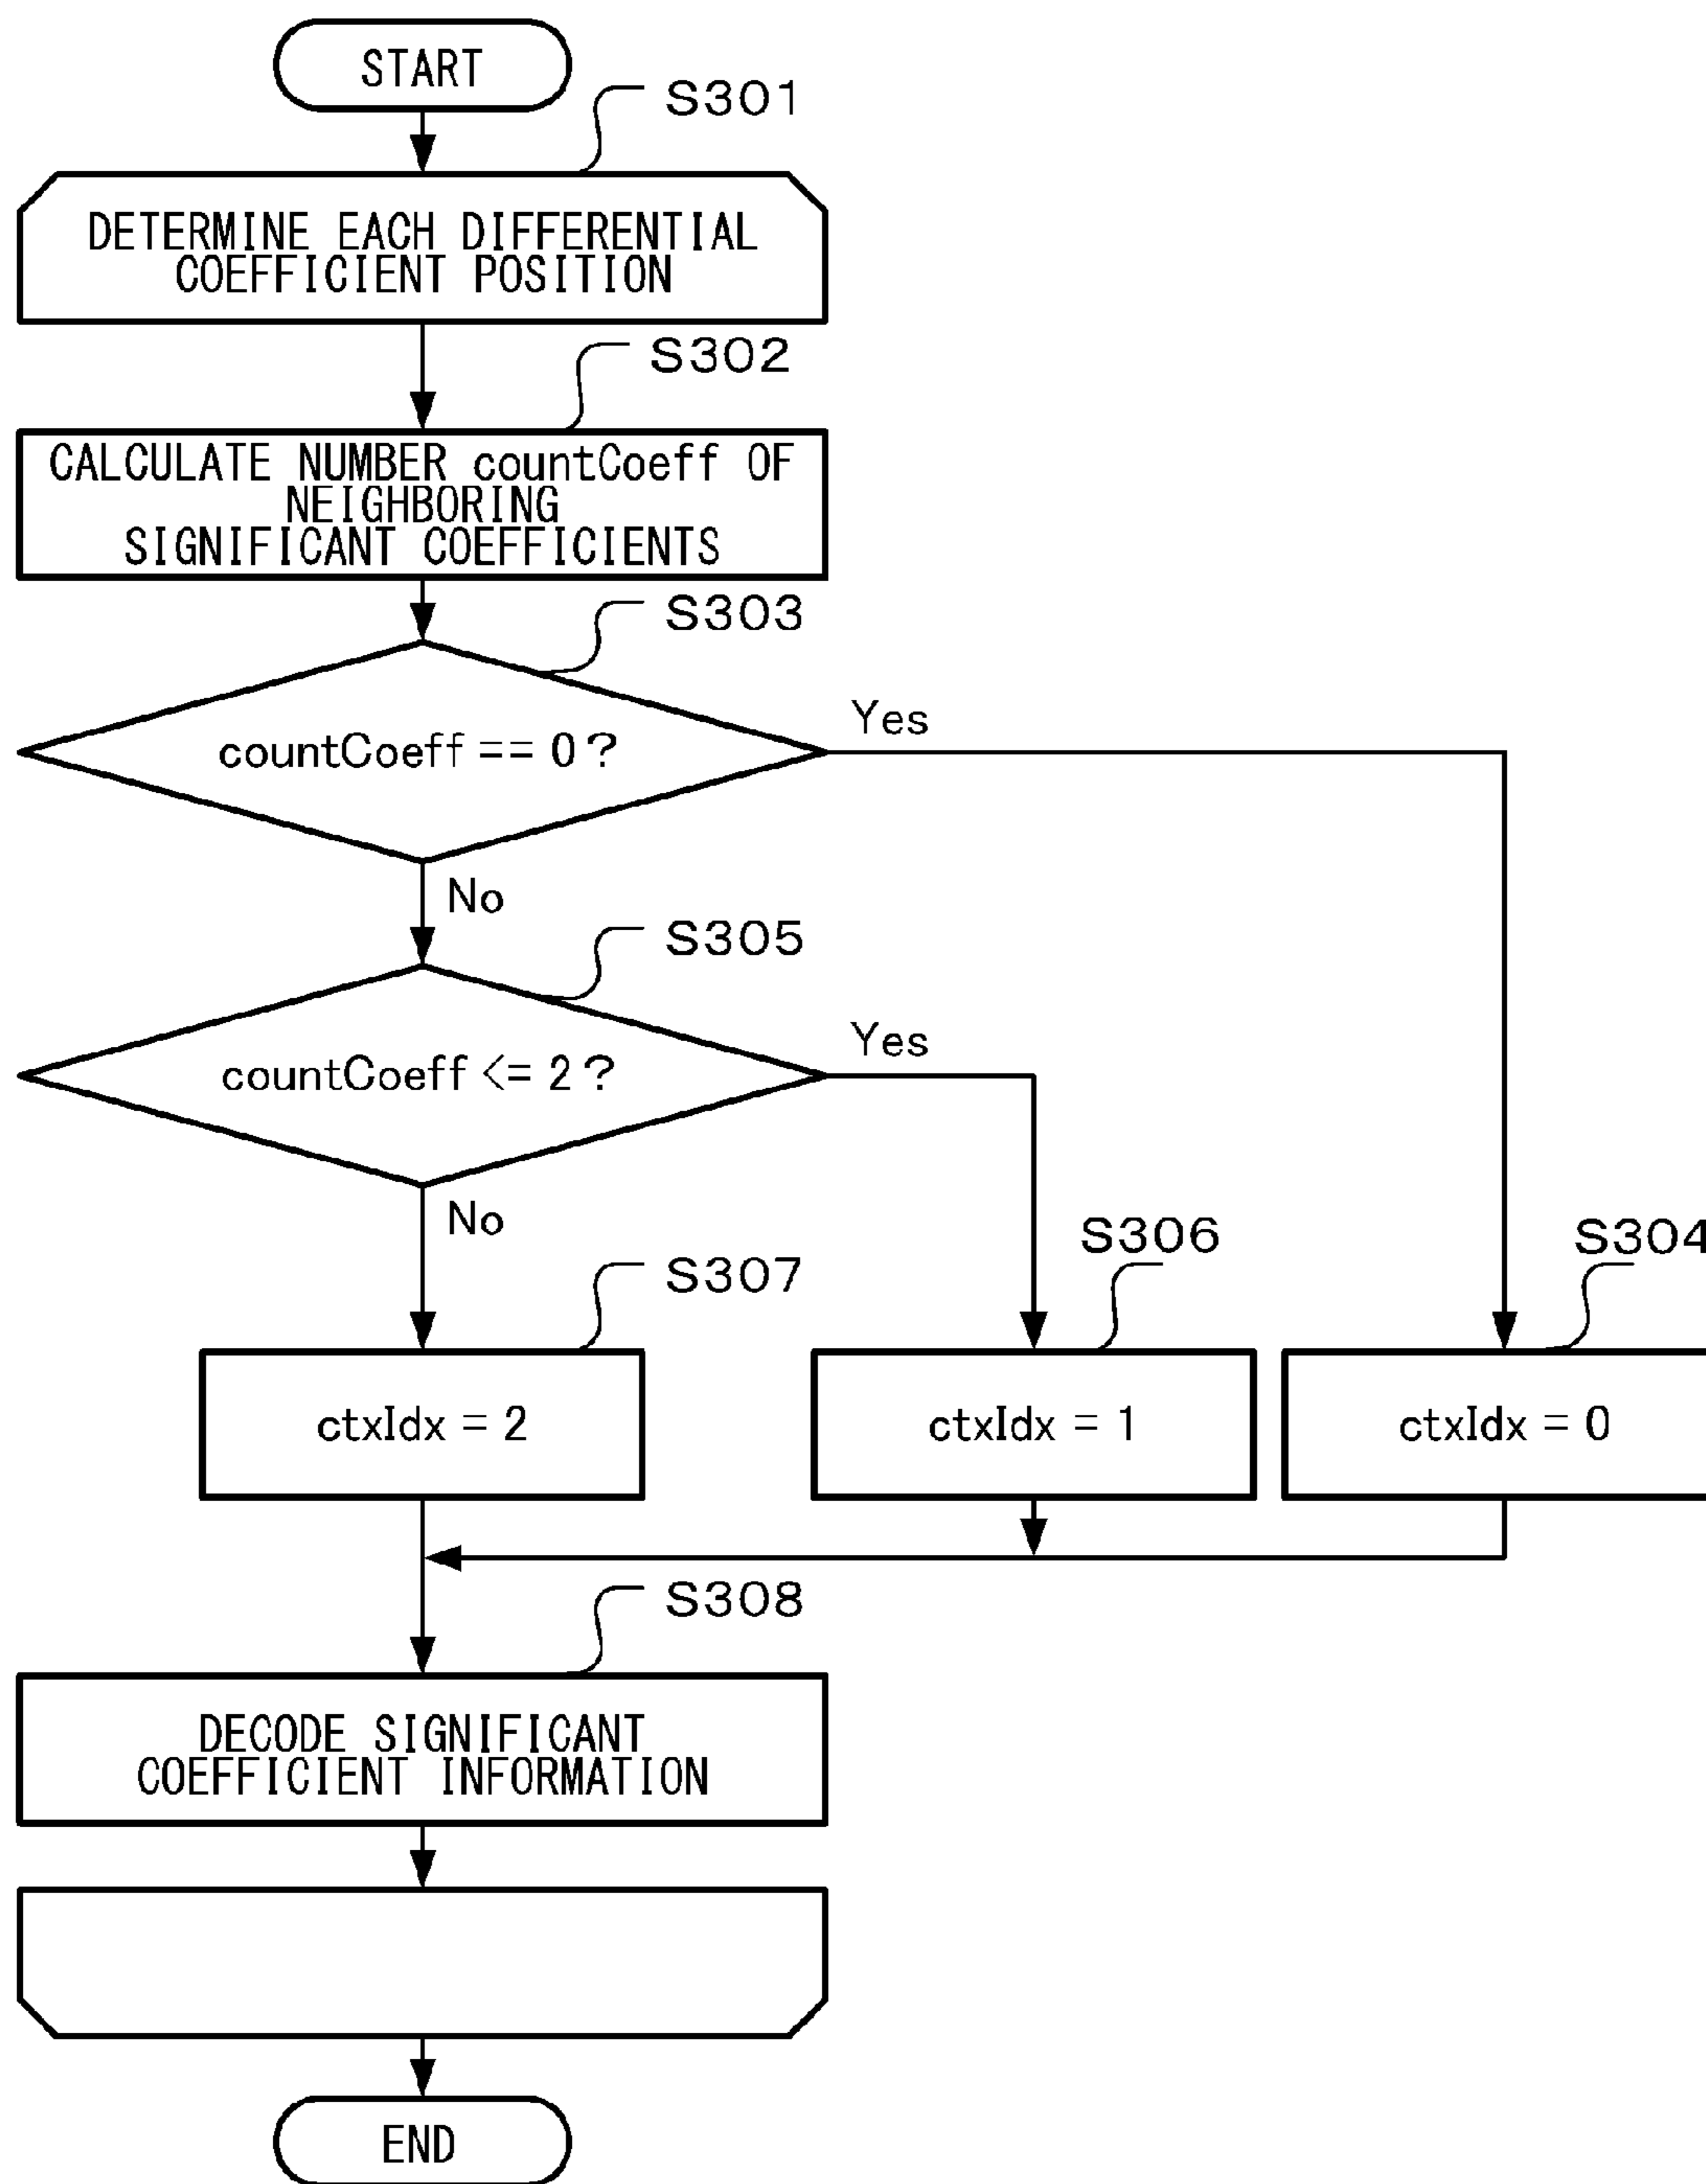 START
S301
DETERMINE EACH DIFFERENTIAL
COEFFICIENT POSITION
S302
CALCULATE NUMBER countCoeff OF
NEIGHBORING
SIGNIFICANT COEFFICIENTS
S303
countCoeff == 0 ?
Yes
No
S305
countCoeff <= 2 ?
Yes
No
S307
S306
S304
ctxIdx = 2
ctxIdx = 1
ctxIdx = 0
S308
DECODE SIGNIFICANT
COEFFICIENT INFORMATION
END